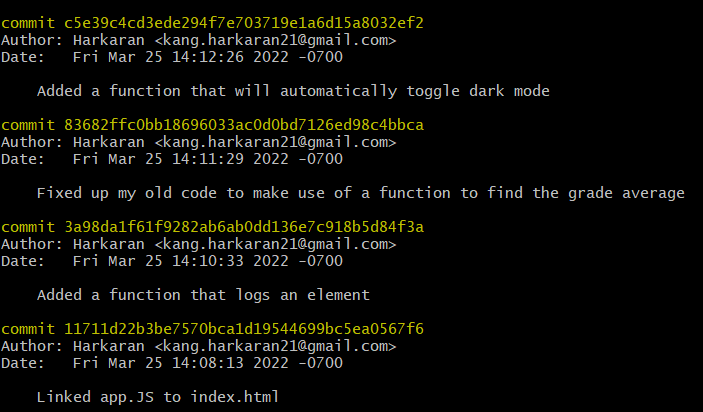 commit c5e39c4cd3ede294f7e703719e1a6d15a8032ef2
Author: Harkaran <kang.harkaran21@gmail.com>
Date:   Fri Mar 25 14:12:26 2022 -0700
Added a function that will automatically toggle dark mode
commit 83682ffc0bb18696033ac0d0bd7126ed98c4bbca
Author: Harkaran <kang.harkaran21@gmail.com>
Date:   Fri Mar 25 14:11:29 2022 -0700
Fixed up my old code to make use of a function to find the grade average
commit 3a98da1f61f9282ab6ab0dd136e7c918b5d84f3a
Author: Harkaran <kang.harkaran21@gmail.com>
Date:   Fri Mar 25 14:10:33 2022 -0700
Added a function that logs an element
commit 11711d22b3be7570bca1d19544699bc5ea0567f6
Author: Harkaran <kang.harkaran21@gmail.com>
Date:   Fri Mar 25 14:08:13 2022 -0700
Linked app.JS to index.html